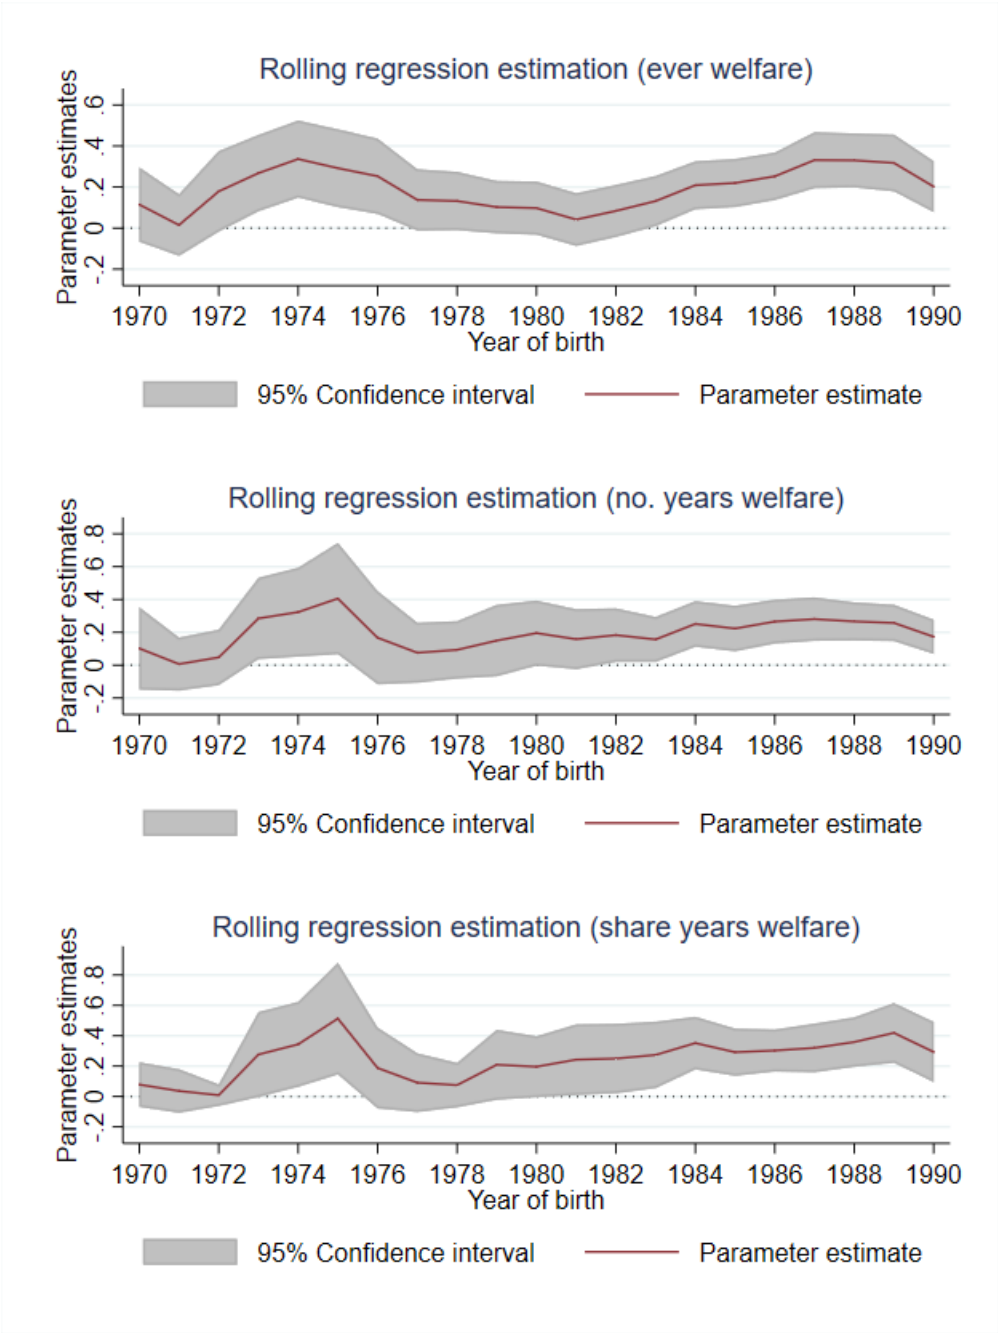 Rolling regression estimation (ever welfare)
Parameter estimates
.6
.4
.2
0
-.2
1970 1972 1974 1976 1978 1980 1982 1984 1986 1988 1990
Year of birth
95% Confidence interval Parameter estimate
Rolling regression estimation (no. years welfare)
Parameter estimates
.8
.6
.4
.2
0
-.2
1970 1972 1974 1976 1978 1980 1982 1984 1986 1988 1990
Year of birth
95% Confidence interval Parameter estimate
Rolling regression estimation (share years welfare)
Parameter estimates
.8
.6
.4
.2
0
-.2
1970 1972 1974 1976 1978 1980 1982 1984 1986 1988 1990
Year of birth
95% Confidence interval Parameter estimate